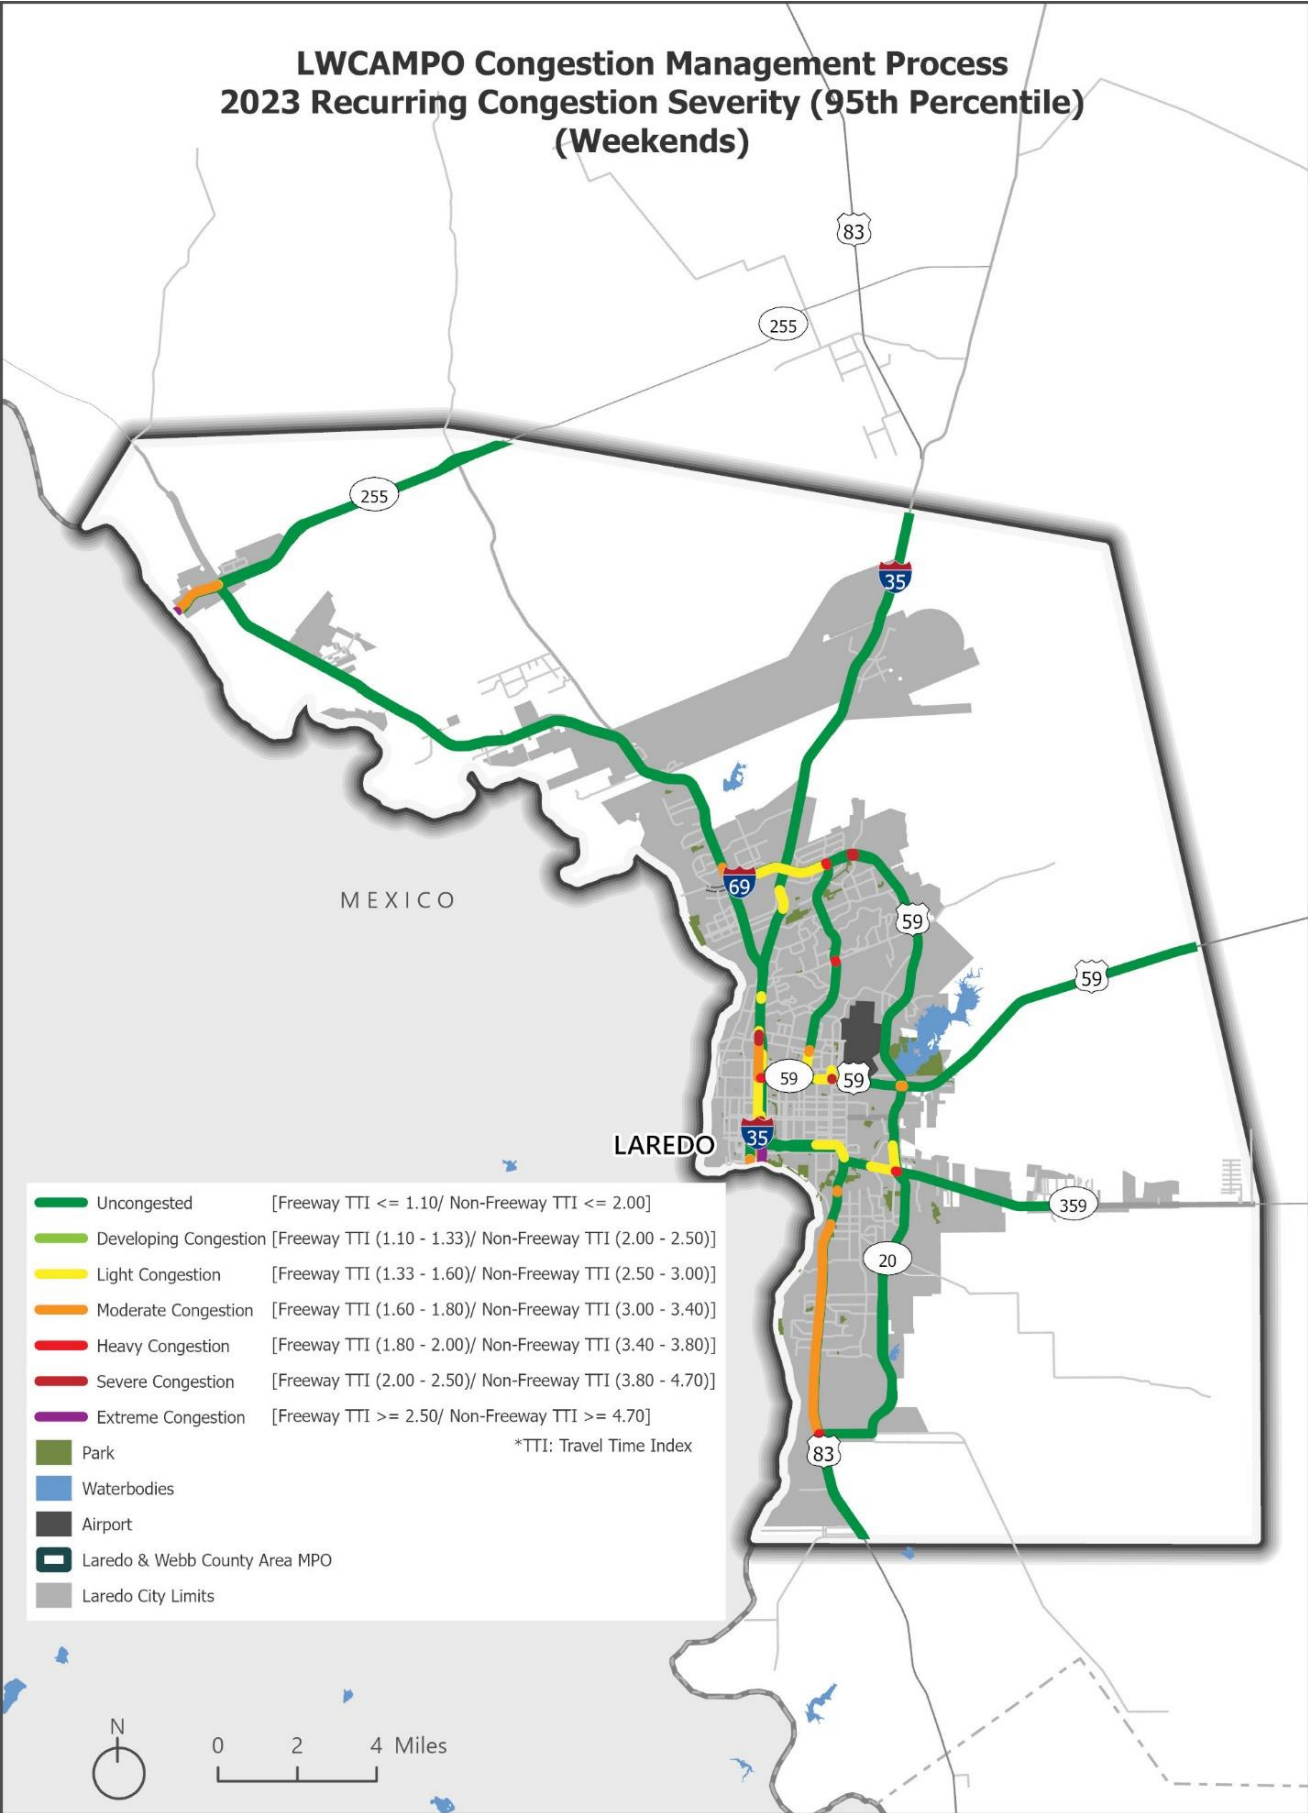 LWCAMPO Congestion Management Process
2023 Recurring Congestion Severity (95th Percentile)
(Weekends)
83
255
255
35
69
59
59
MEXICO
59
59
35
LAREDO
359
20
83
Uncongested [Freeway TTI <= 1.10/ Non-Freeway TTI <= 2.00]
Developing Congestion [Freeway TTI (1.10 - 1.33)/ Non-Freeway TTI (2.00 - 2.50)]
Light Congestion [Freeway TTI (1.33 - 1.60)/ Non-Freeway TTI (2.50 - 3.00)]
Moderate Congestion [Freeway TTI (1.60 - 1.80)/ Non-Freeway TTI (3.00 - 3.40)]
Heavy Congestion [Freeway TTI (1.80 - 2.00)/ Non-Freeway TTI (3.40 - 3.80)]
Severe Congestion [Freeway TTI (2.00 - 2.50)/ Non-Freeway TTI (3.80 - 4.70)]
Extreme Congestion [Freeway TTI >= 2.50/ Non-Freeway TTI >= 4.70]
*TTI: Travel Time Index
Park
Waterbodies
Airport
Laredo & Webb County Area MPO
Laredo City Limits
N
0 2 4 Miles